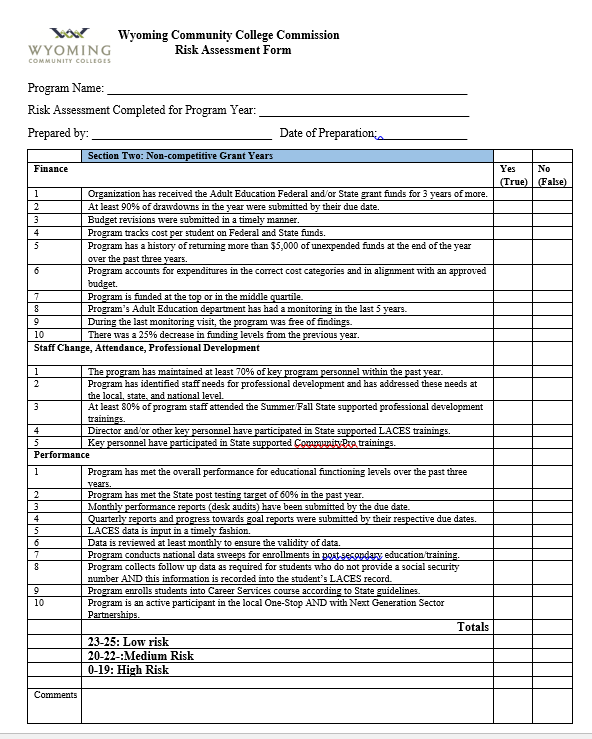 Wyoming Community College Commission
Risk Assessment Form
WYOMING
COMMUNITY COLLEGES
Program Name:
Risk Assessment Completed for Program Year:
Prepared by: Date of Preparation:
Section Two: Non-competitive Grant Years
Finance Yes No
(True) (False)
1 Organization has received the Adult Education Federal and/or State grant funds for 3 years of more.
2 At least 90% of drawdowns in the year were submitted by their due date.
3 Budget revisions were submitted in a timely manner.
4 Program tracks cost per student on Federal and State funds.
5 Program has a history of returning more than $5,000 of unexpended funds at the end of the year
over the past three years.
6 Program accounts for expenditures in the correct cost categories and in alignment with an approved
budget.
7 Program is funded at the top or in the middle quartile.
8 Program's Adult Education department has had a monitoring in the last 5 years.
9 During the last monitoring visit, the program was free of findings.
10 There was a 25% decrease in funding levels from the previous year.
Staff Change, Attendance, Professional Development
1 The program has maintained at least 70% of key program personnel within the past year.
2 Program has identified staff needs for professional development and has addressed these needs at
the local, state, and national level.
3 At least 80% of program staff attended the Summer/Fall State supported professional development
trainings.
4 Director and/or other key personnel have participated in State supported LACES trainings.
5 Key personnel have participated in State supported CommunityPro trainings.
Performance
1 Program has met the overall performance for educational functioning levels over the past three
years.
2 Program has met the State post testing target of 60% in the past year.
3 Monthly performance reports (desk audits) have been submitted by the due date.
4 Quarterly reports and progress towards goal reports were submitted by their respective due dates.
5 LACES data is input in a timely fashion.
6 Data is reviewed at least monthly to ensure the validity of data.
7 Program conducts national data sweeps for enrollments in post-secondary education/training.
8 Program collects follow up data as required for students who do not provide a social security
number AND this information is recorded into the student's LACES record.
9 Program enrolls students into Career Services course according to State guidelines.
10 Program is an active participant in the local One-Stop AND with Next Generation Sector
Partnerships.
Totals
23-25: Low risk
20-22-:Medium Risk
0-19: High Risk
Comments